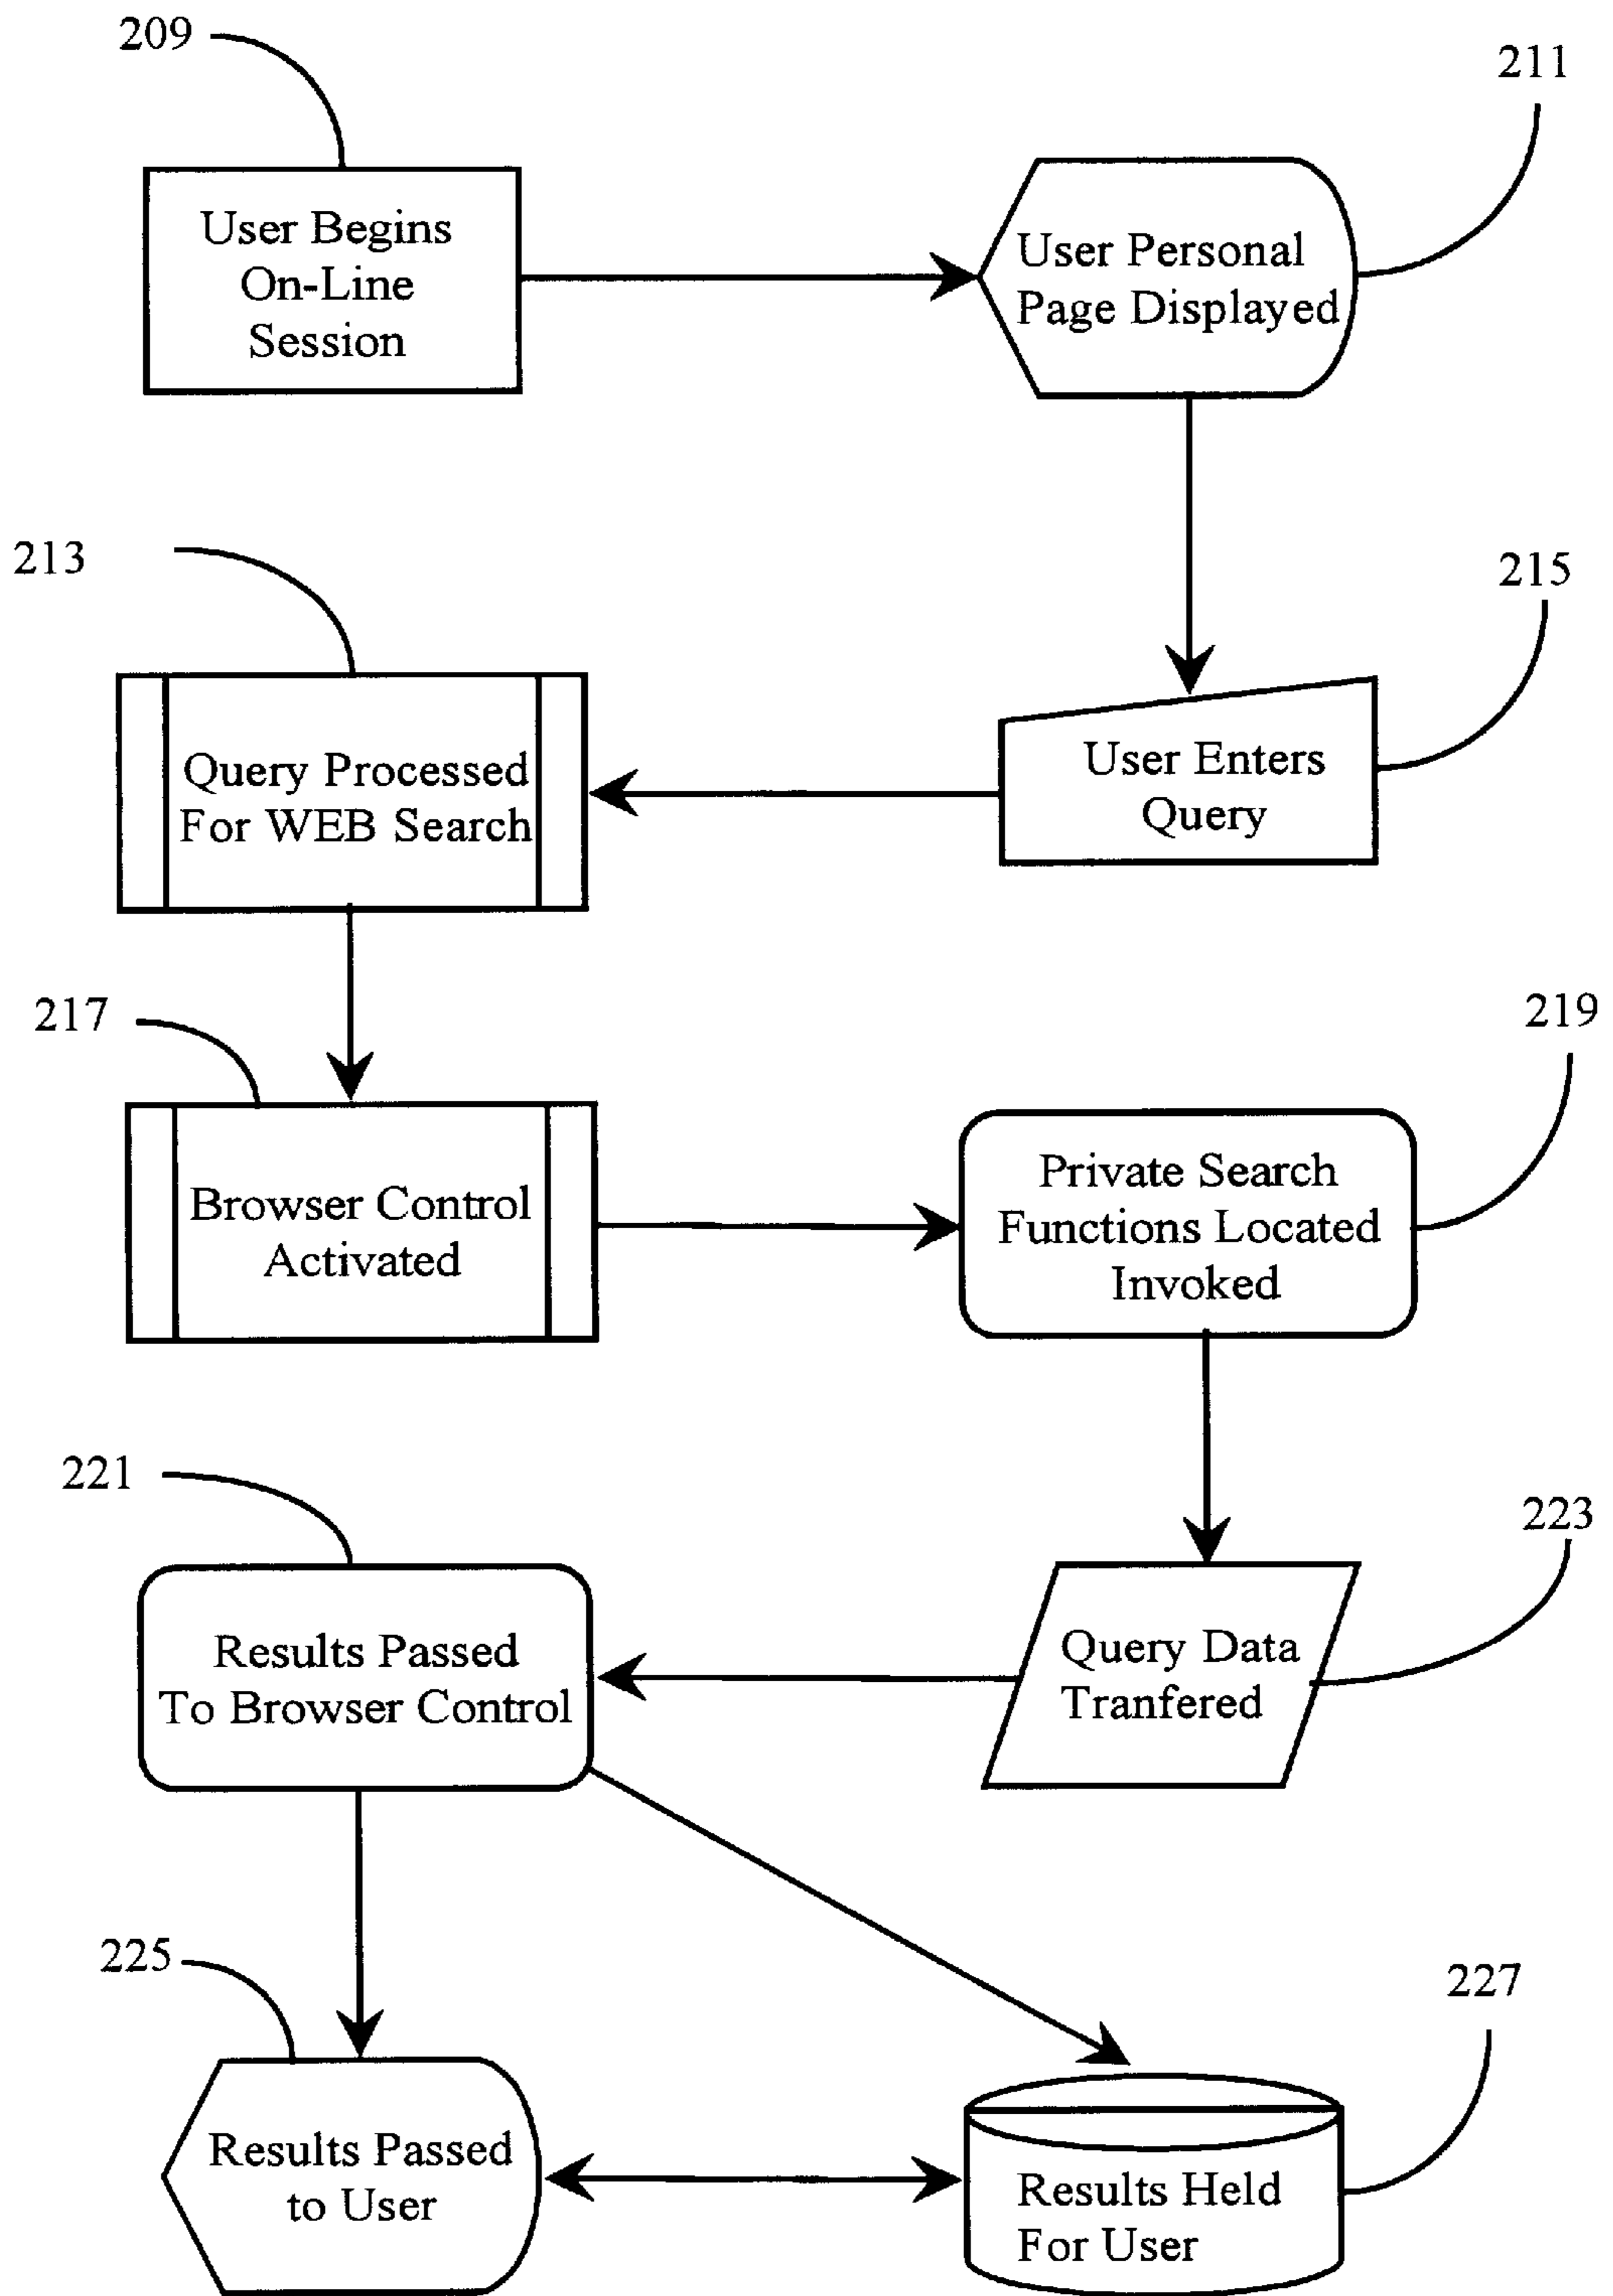 209
211
User Begins
On-Line
Session
User Personal
Page Displayed
213
215
Query Processed
For WEB Search
User Enters
Query
217
219
Browser Control
Activated
Private Search
Functions Located
Invoked
221
223
Results Passed
To Browser Control
Query Data
Tranfered
225
227
Results Passed
to User
Results Held
For User